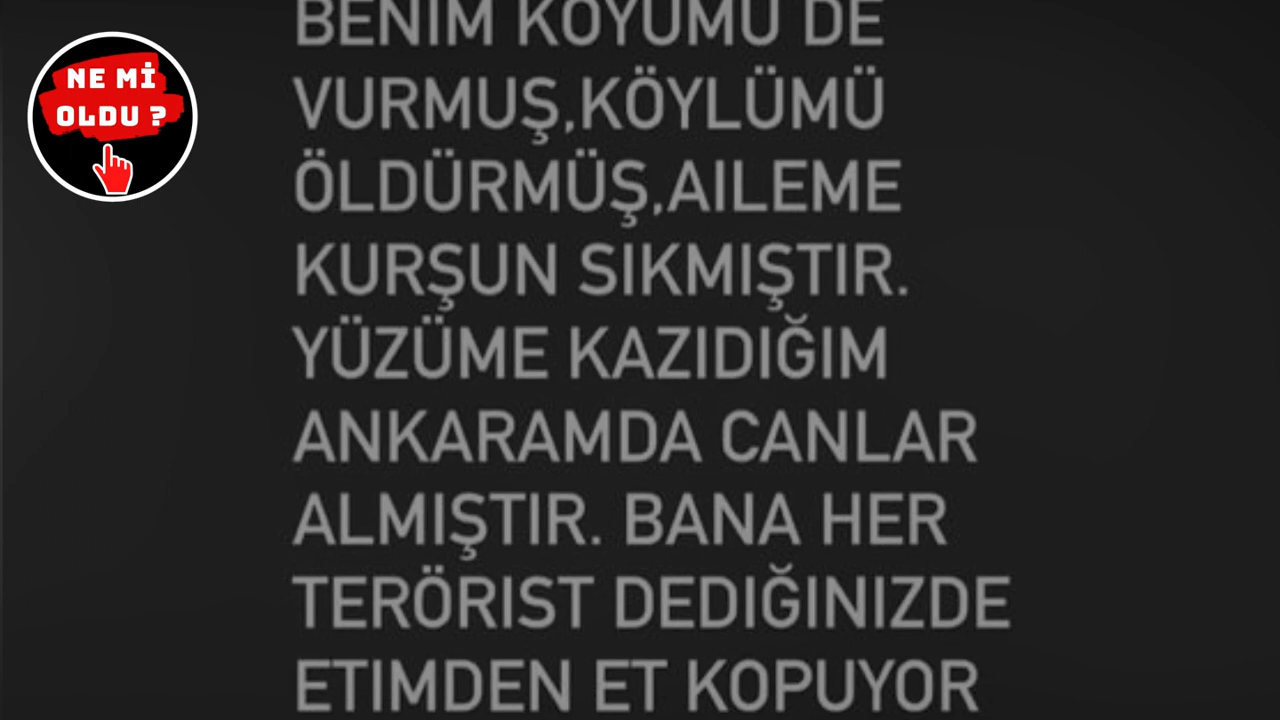 NE Mİ
OLDU ?
BENIM KÖYÜMÜ DE
VURMUŞ,KÖYLÜMÜ
ÖLDÜRMÜŞ,AILEME
KURŞUN SIKMIŞTIR.
YÜZÜME KAZIDIĞIM
ANKARAMDA CANLAR
ALMIŞTIR. BANA HER
TERÖRIST DEDIĞINIZDE
ETIMDEN ET KOPUYOR